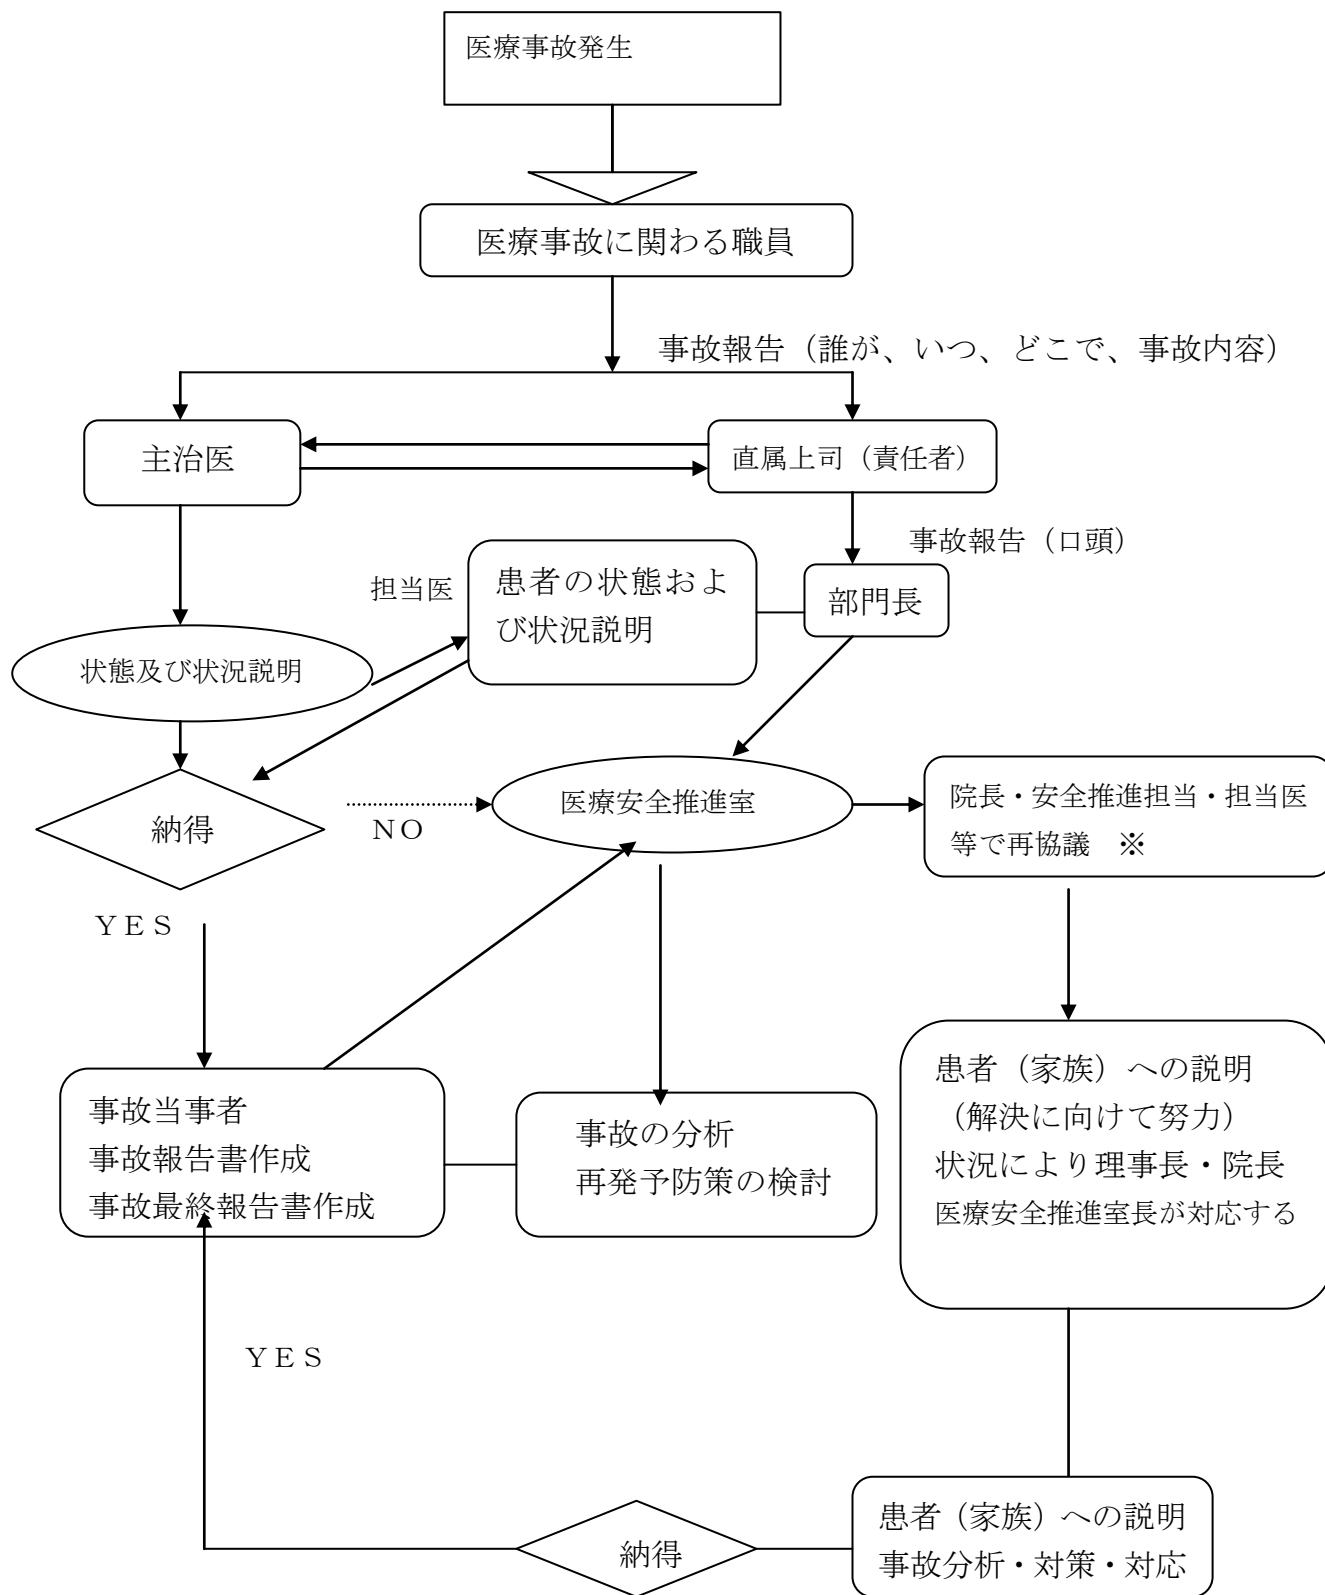 医療事故発生
医療事故に関わる職員
事故報告（誰が、いつ、どこで、事故内容）
主治医
直属上司（責任者）
事故報告（口頭）
担当医
患者の状態およ
び状況説明
部門長
状態及び状況説明
納得
NO
医療安全推進室
院長・安全推進担当・担当医
等で再協議　※
YES
事故当事者
事故報告書作成
事故最終報告書作成
事故の分析
再発予防策の検討
患者（家族）への説明
（解決に向けて努力）
状況により理事長・院長
医療安全推進室長が対応する
YES
納得
患者（家族）への説明
事故分析・対策・対応